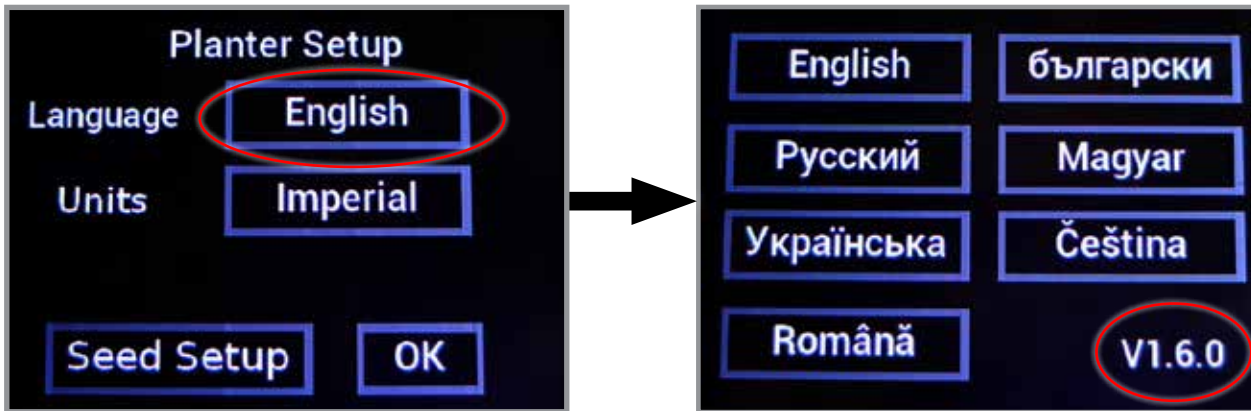 Planter Setup
Language English
Units Imperial
Seed Setup OK
English български
Русский Magyar
Українська Čeština
Română V1.6.0